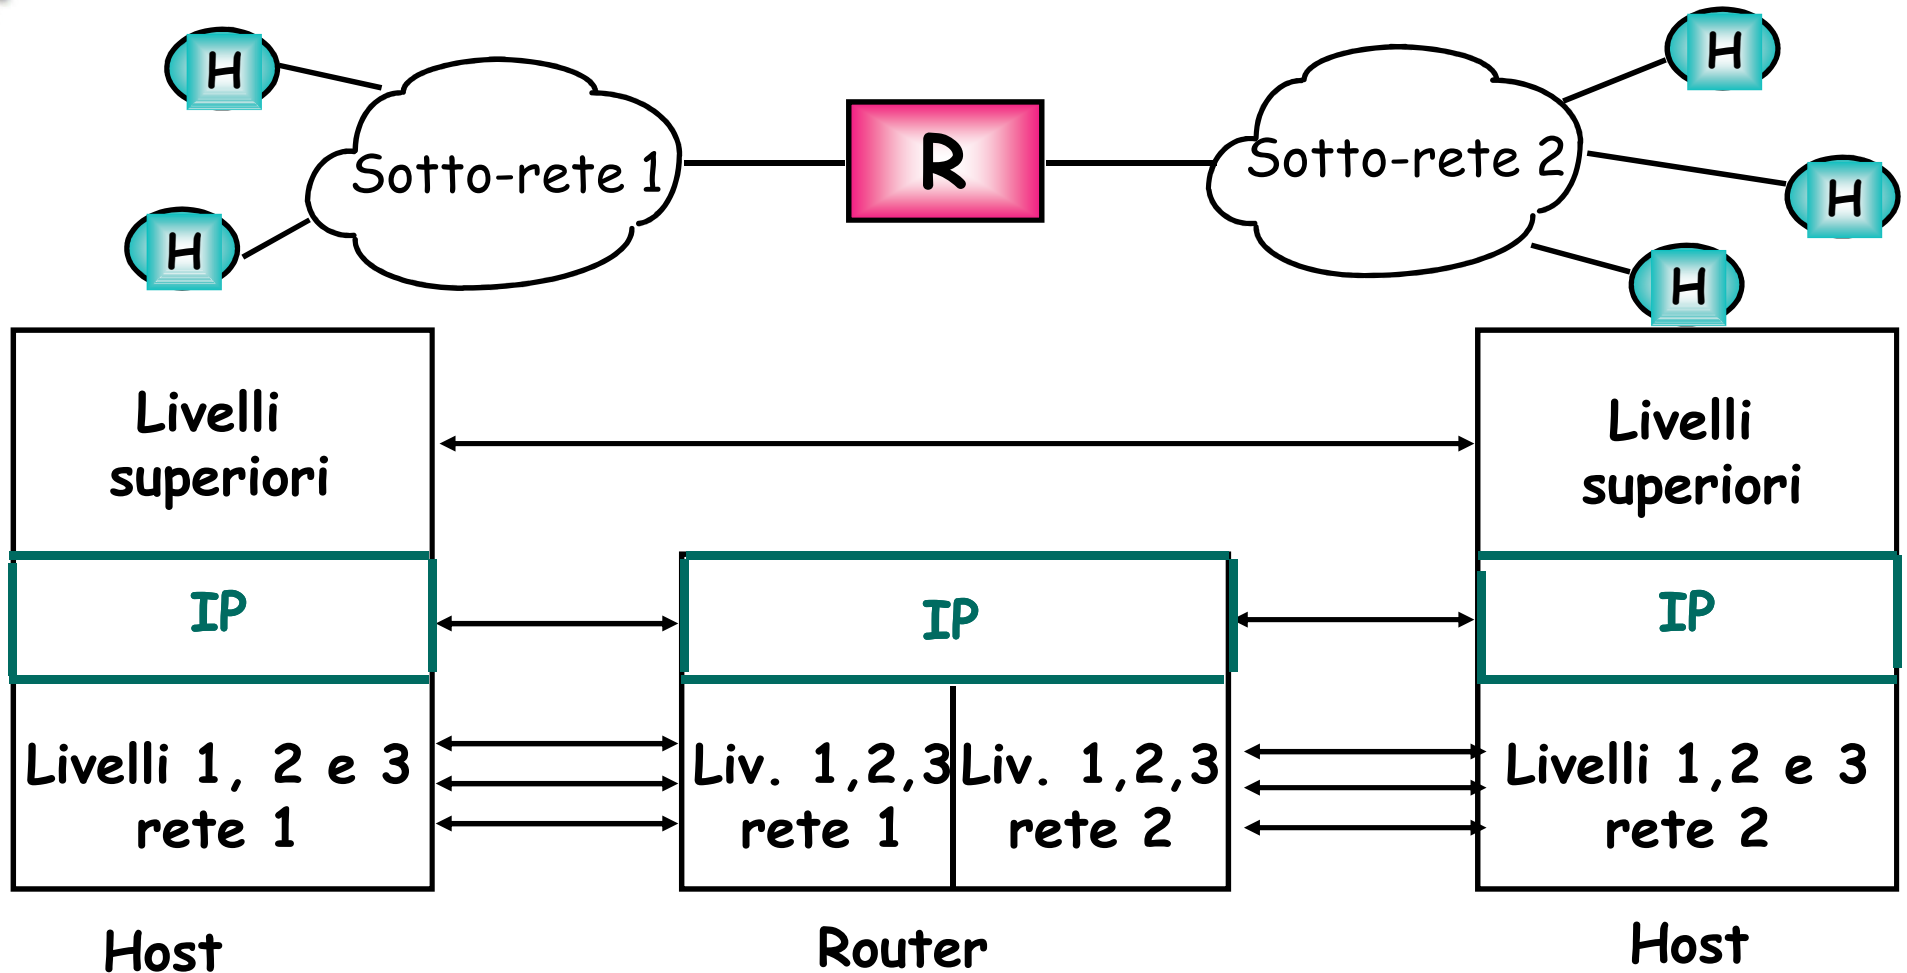 H
H
Sotto-rete 1
R
Sotto-rete 2
H
H
H
Livelli
superiori
Livelli
superiori
IP
IP
IP
Livelli 1, 2 e 3
rete 1
Liv. 1,2,3
rete 1
Liv. 1,2,3
rete 2
Livelli 1,2 e 3
rete 2
Host
Router
Host